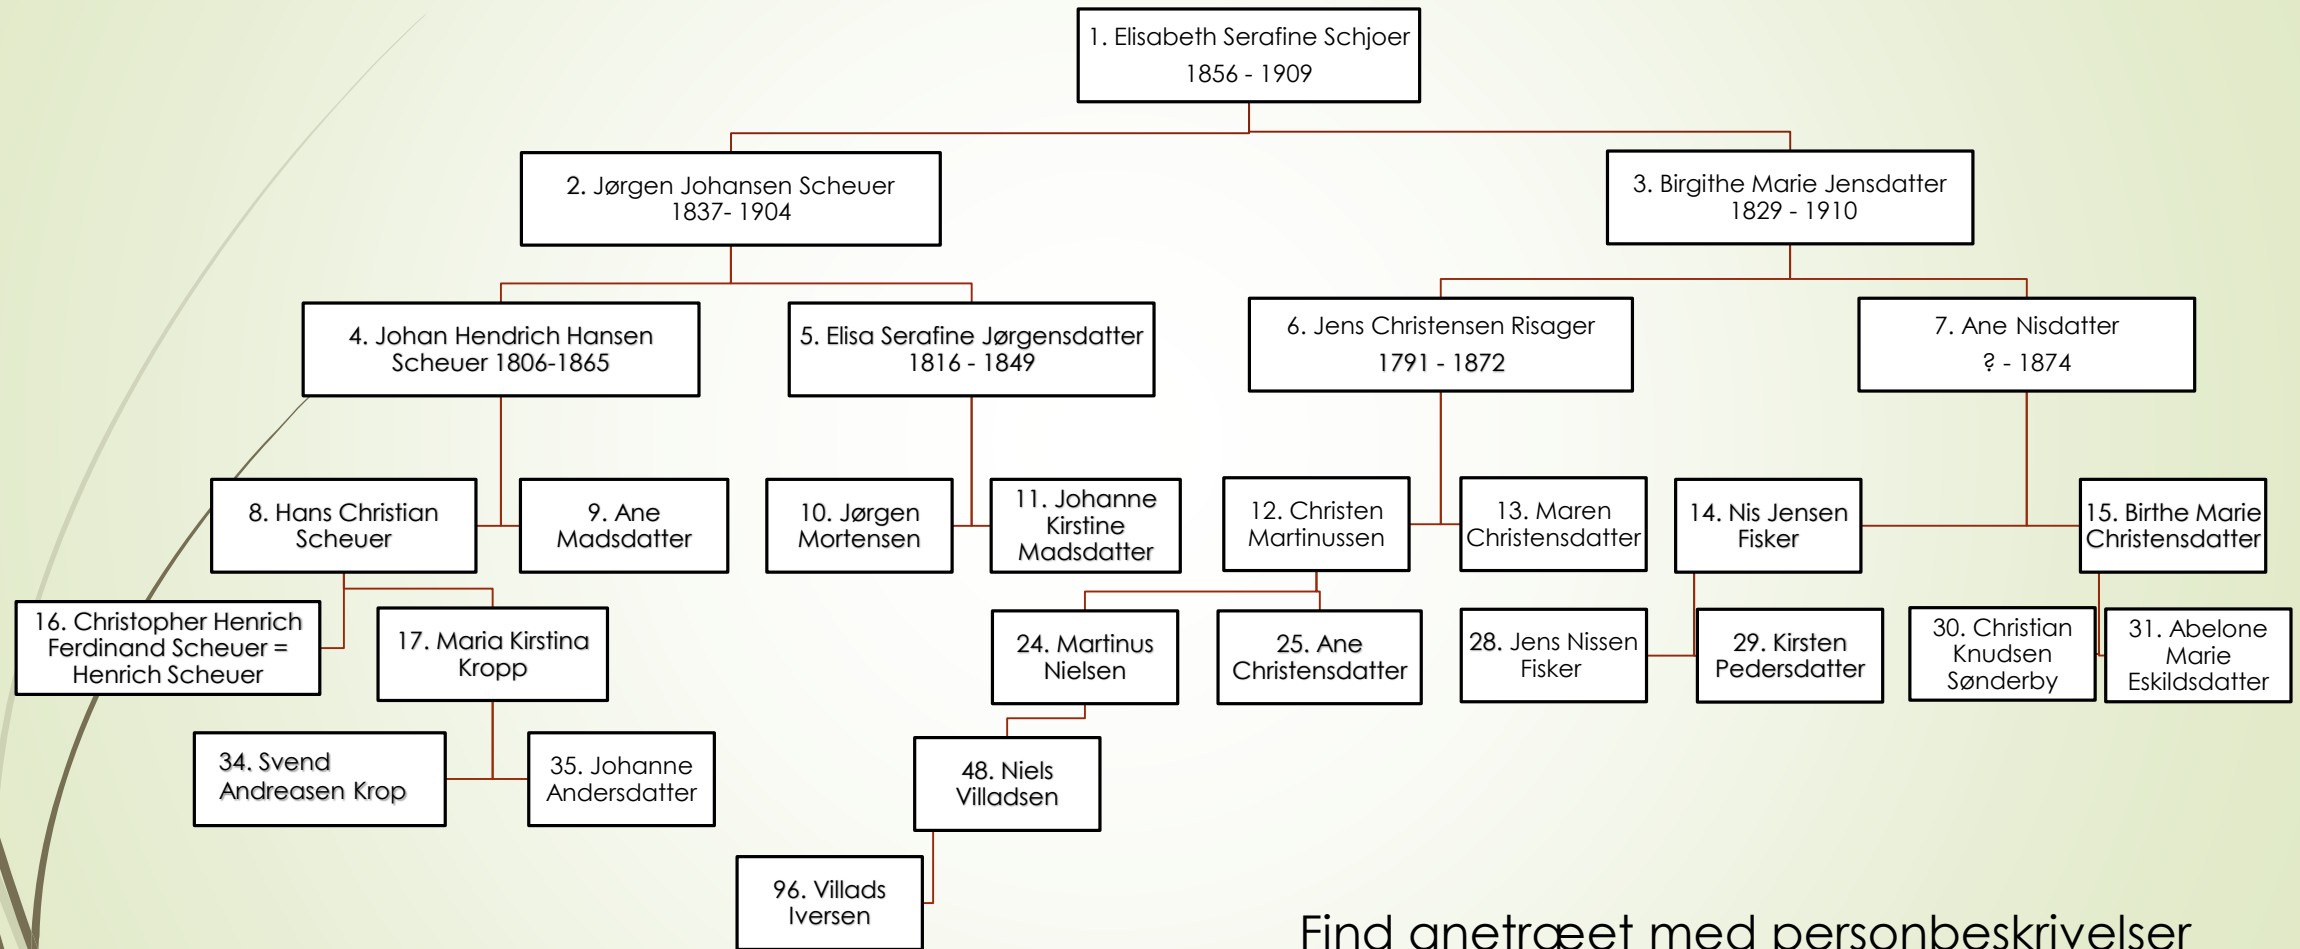 1. Elisabeth Serafine Schjoer
1856 - 1909
2. Jørgen Johansen Scheuer
1837- 1904
3. Birgithe Marie Jensdatter
1829 - 1910
4. Johan Hendrich Hansen
Scheuer 1806-1865
5. Elisa Serafine Jørgensdatter
1816 - 1849
6. Jens Christensen Risager
1791 - 1872
7. Ane Nisdatter
? - 1874
8. Hans Christian
Scheuer
9. Ane
Madsdatter
10. Jørgen
Mortensen
11. Johanne
Kirstine
Madsdatter
12. Christen
Martinussen
13. Maren
Christensdatter
14. Nis Jensen
Fisker
15. Birthe Marie
Christensdatter
16. Christopher Henrich
Ferdinand Scheuer =
Henrich Scheuer
17. Maria Kirstina
Kropp
24. Martinus
Nielsen
25. Ane
Christensdatter
28. Jens Nissen
Fisker
29. Kirsten
Pedersdatter
30. Christian
Knudsen
Sønderby
31. Abelone
Marie
Eskildsdatter
34. Svend
Andreasen Krop
35. Johanne
Andersdatter
48. Niels
Villadsen
96. Villads
Iversen
Find anetræet med personbeskrivelser